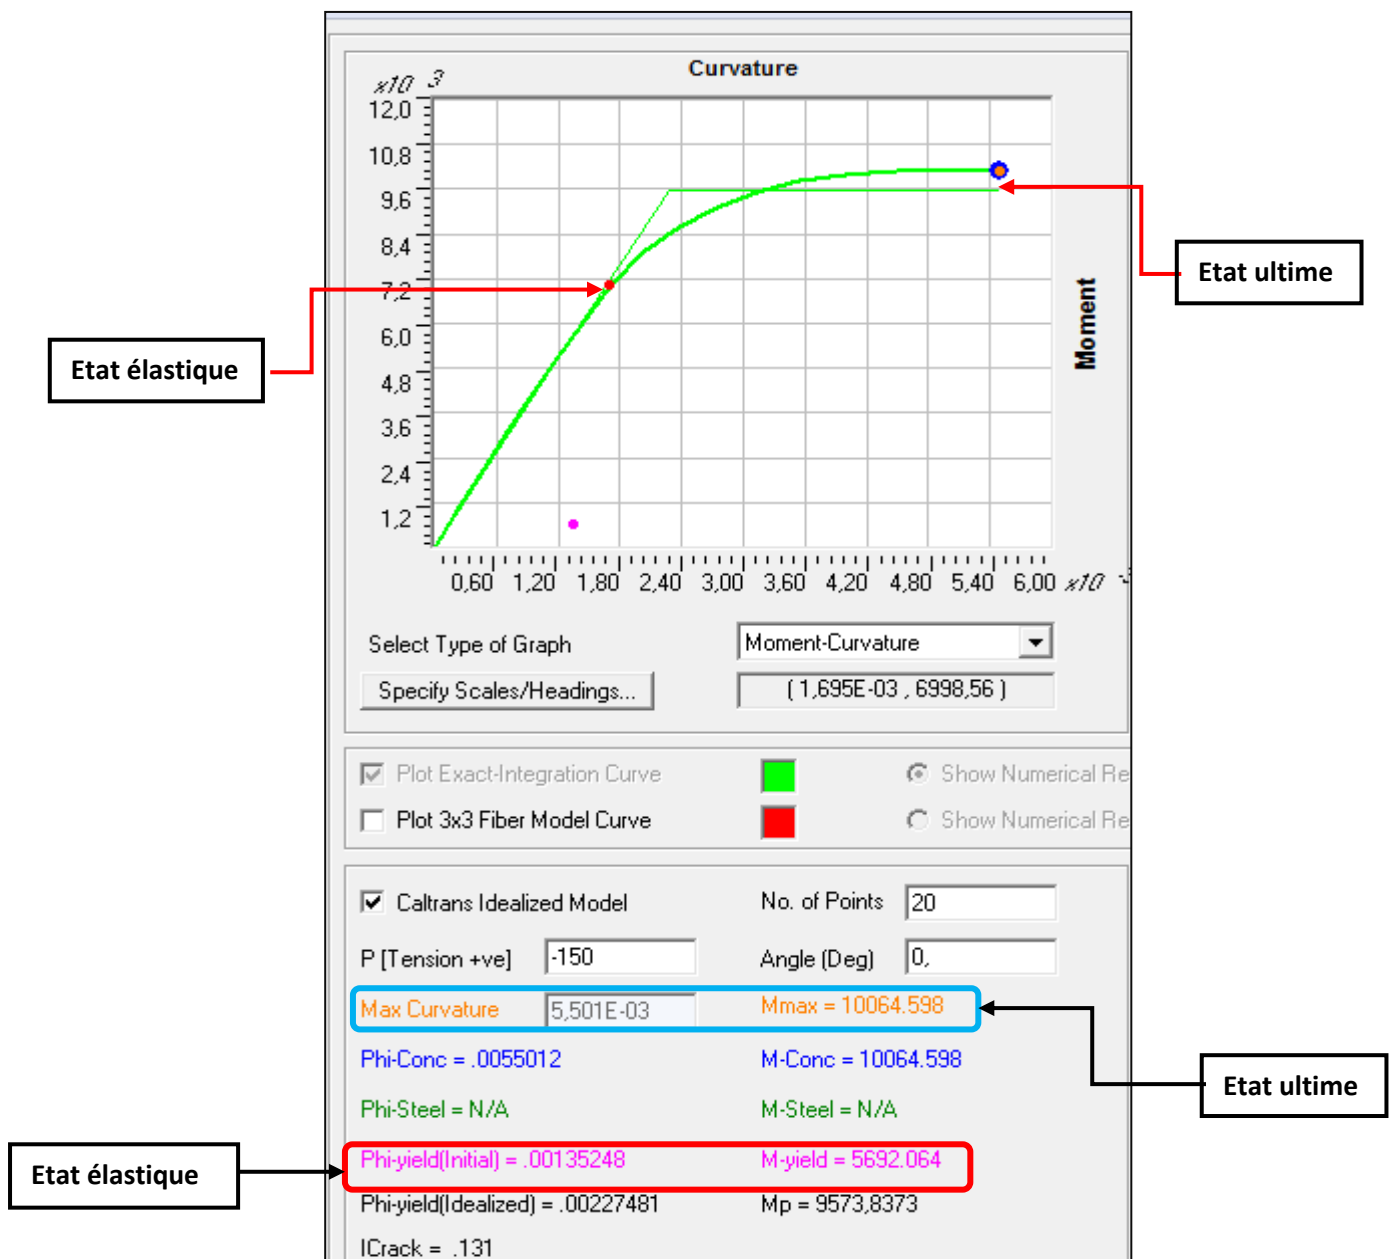 Curvature
x10 3
12,0
10,8
9,6
8,4
7,2
6,0
4,8
3,6
2,4
1,2
Moment
Etat ultime
Etat élastique
0,60 1,20 1,80 2,40 3,00 3,60 4,20 4,80 5,40 6,00 x10
Select Type of Graph Moment-Curvature
Specify Scales/Headings... ( 1,695E-03 , 6998,56 )
Plot Exact-Integration Curve Show Numerical Re
Plot 3x3 Fiber Model Curve Show Numerical Re
Caltrans Idealized Model No. of Points 20
P [Tension +ve] -150 Angle (Deg) 0,
Max Curvature 5,501E-03 Mmax = 10064.598
Phi-Conc = .0055012 M-Conc = 10064.598
Etat ultime
Phi-Steel = N/A M-Steel = N/A
Etat élastique
Phi-yield(Initial) = .00135248 M-yield = 5692.064
Phi-yield(Idealized) = .00227481 Mp = 9573,8373
ICrack = .131